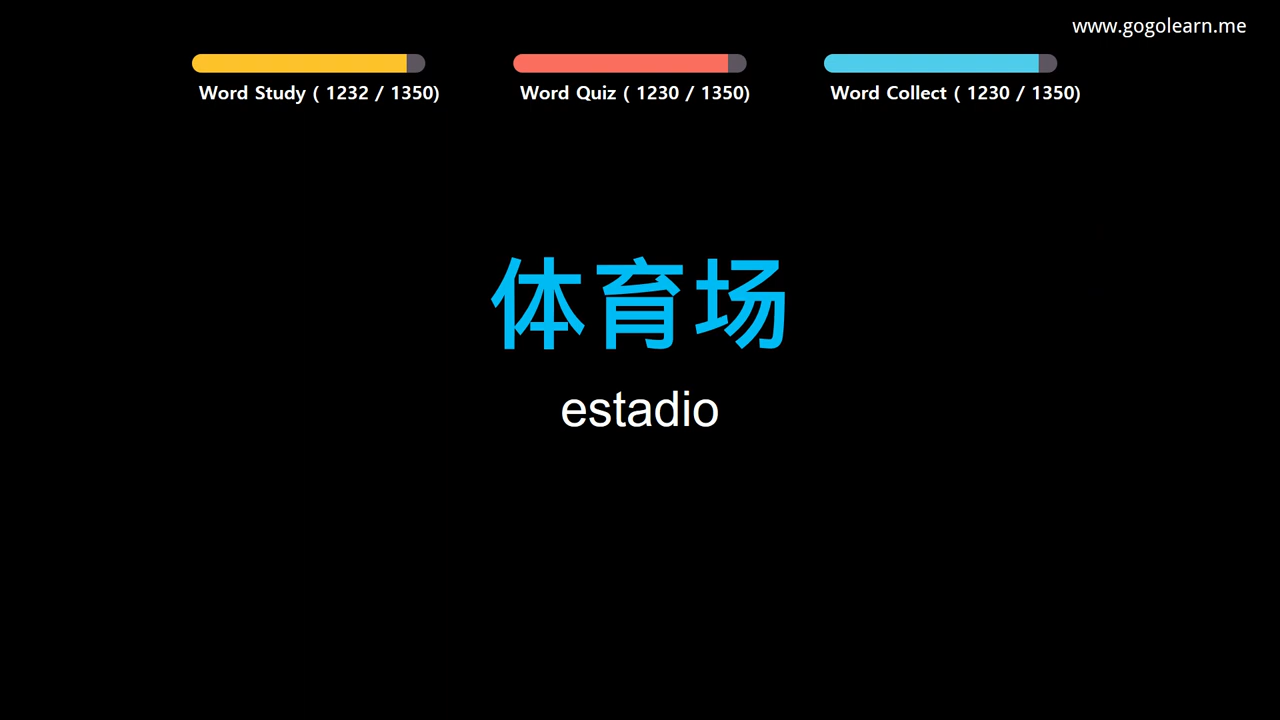 www.gogolearn.me
Word Study ( 1232 / 1350)
Word Quiz ( 1230 / 1350)
Word Collect ( 1230 / 1350)
体育场
estadio